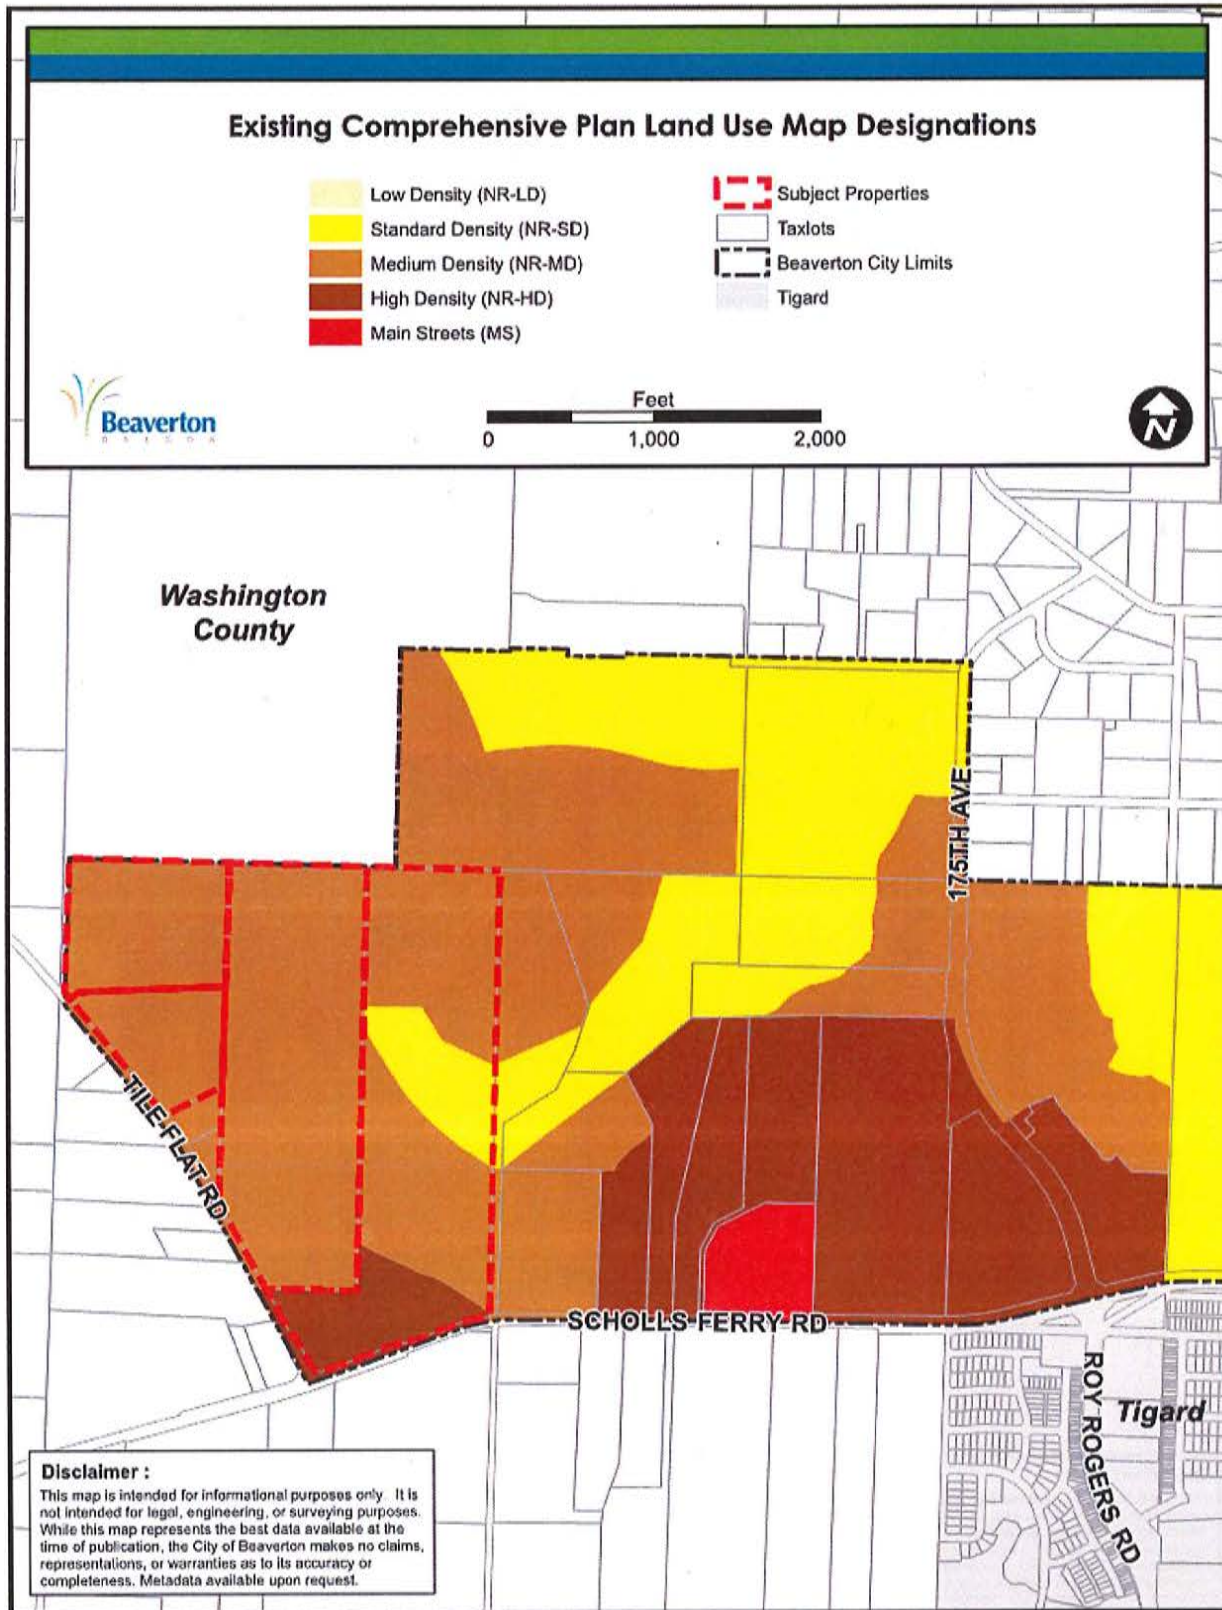 Existing Comprehensive Plan Land Use Map Designations
Low Density (NR-LD)
Standard Density (NR-SD)
Medium Density (NR-MD)
High Density (NR-HD)
Main Streets (MS)
Subject Properties
Taxlots
Beaverton City Limits
Tigard
Beaverton
OREGON
Feet
0 1,000 2,000
N
Washington
County
175TH AVE
TILE FLAT RD
SCHOLLS FERRY RD
ROY ROGERS RD
Tigard
Disclaimer :
This map is intended for informational purposes only. It is
not intended for legal, engineering, or surveying purposes.
While this map represents the best data available at the
time of publication, the City of Beaverton makes no claims,
representations, or warranties as to its accuracy or
completeness. Metadata available upon request.